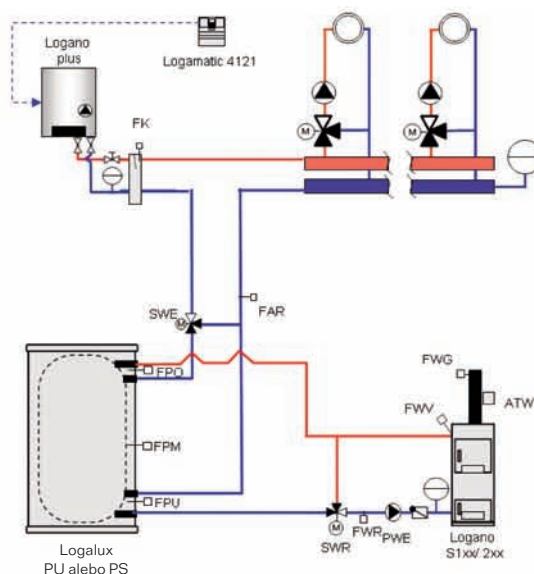 Logano
plus
Logamatic 4121
FK
M
M
SWE
M
FAR
FPO
FPM
FPU
FWG
FWV
ATW
M
SWR
FWR
PWE
Logano
S1xx/ 2xx
Logalux
PU alebo PS